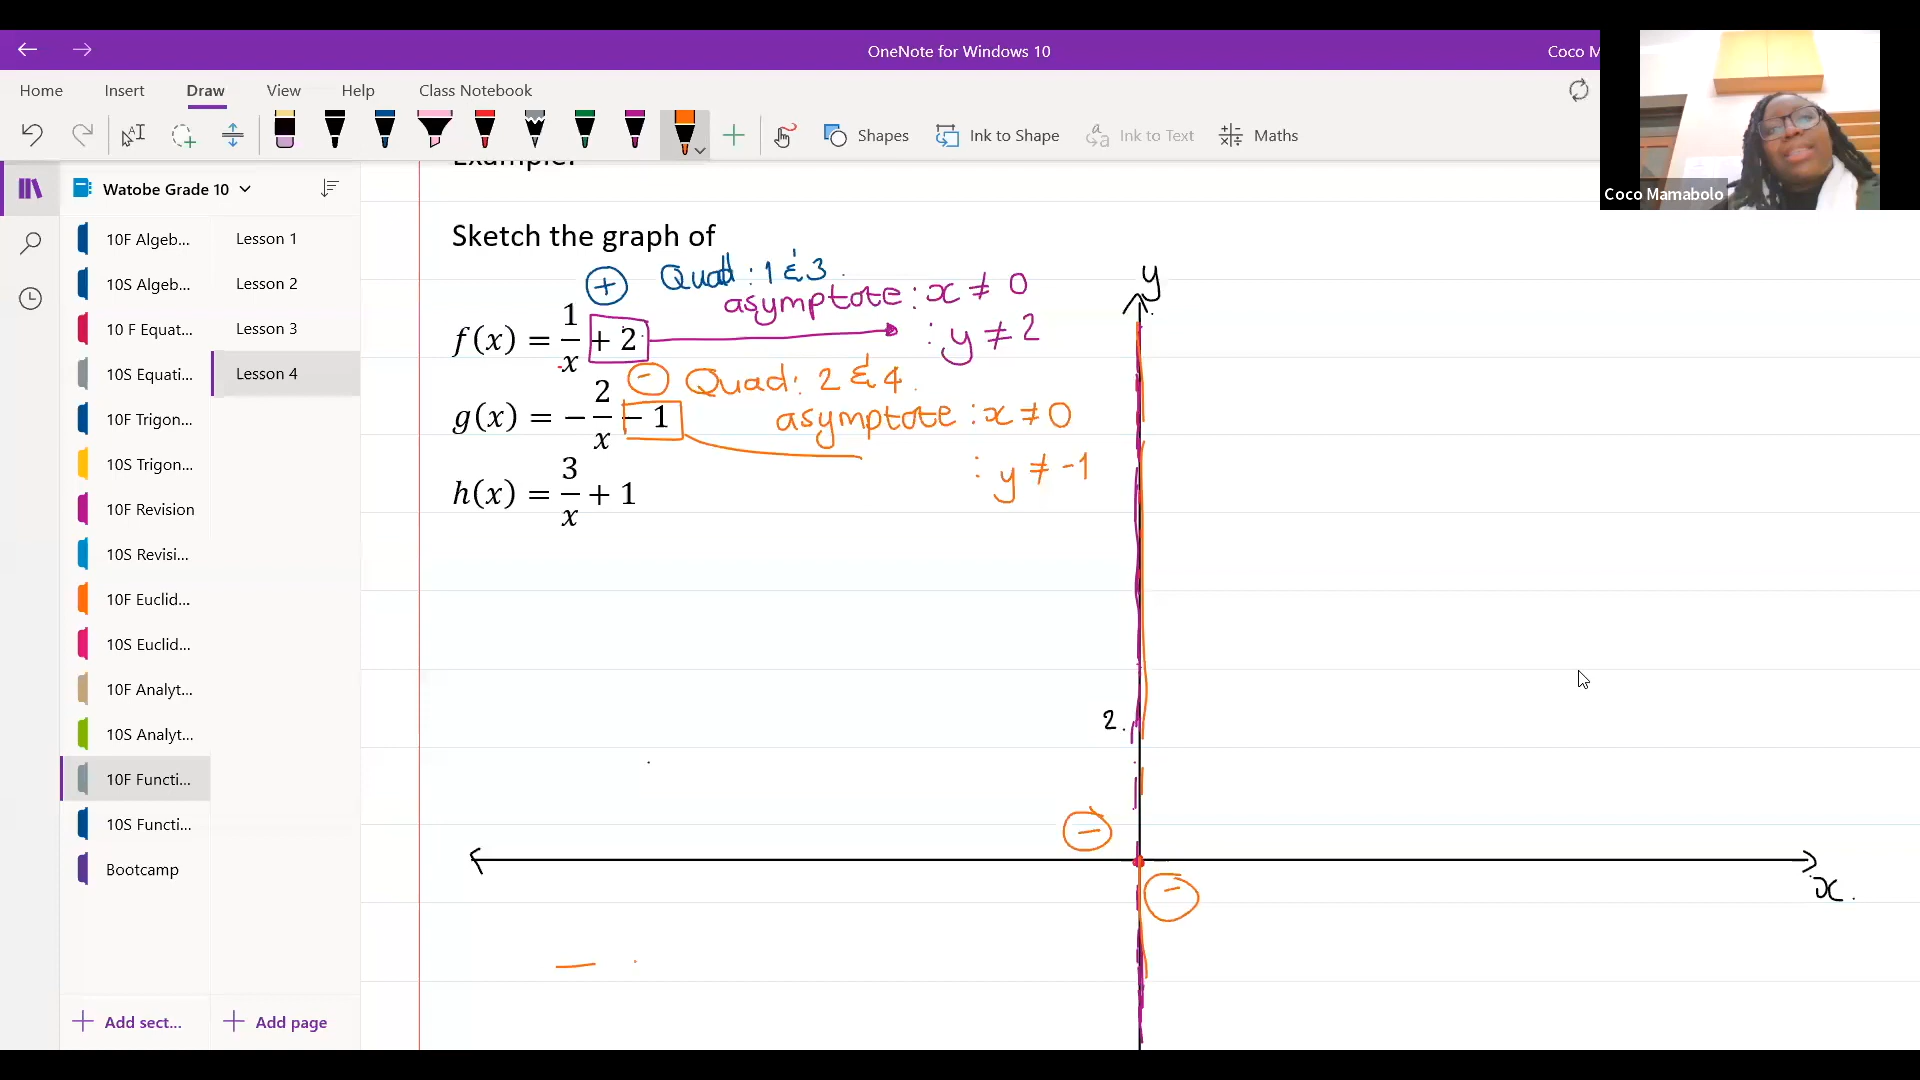 OneNote for Windows 10
Coco M
Home Insert Draw View Help Class Notebook
Shapes Ink to Shape Ink to Text Maths
Coco Mamabolo
Watobe Grade 10
10F Algeb...
10S Algeb...
10 F Equat...
10S Equati...
10F Trigon...
10S Trigon...
10F Revision
10S Revisi...
10F Euclid...
10S Euclid...
10F Analyt...
10S Analyt...
10F Functi...
10S Functi...
Bootcamp
Add sect...
Lesson 1
Lesson 2
Lesson 3
Lesson 4
Add page
Example:
Sketch the graph of
+ Quad : 1 & 3
asymptote : x ≠ 0
f(x) = 1/x + 2
: y ≠ 2
- Quad : 2 & 4
g(x) = -2/x - 1
asymptote : x ≠ 0
: y ≠ -1
h(x) = 3/x + 1
y
2
-
x
-